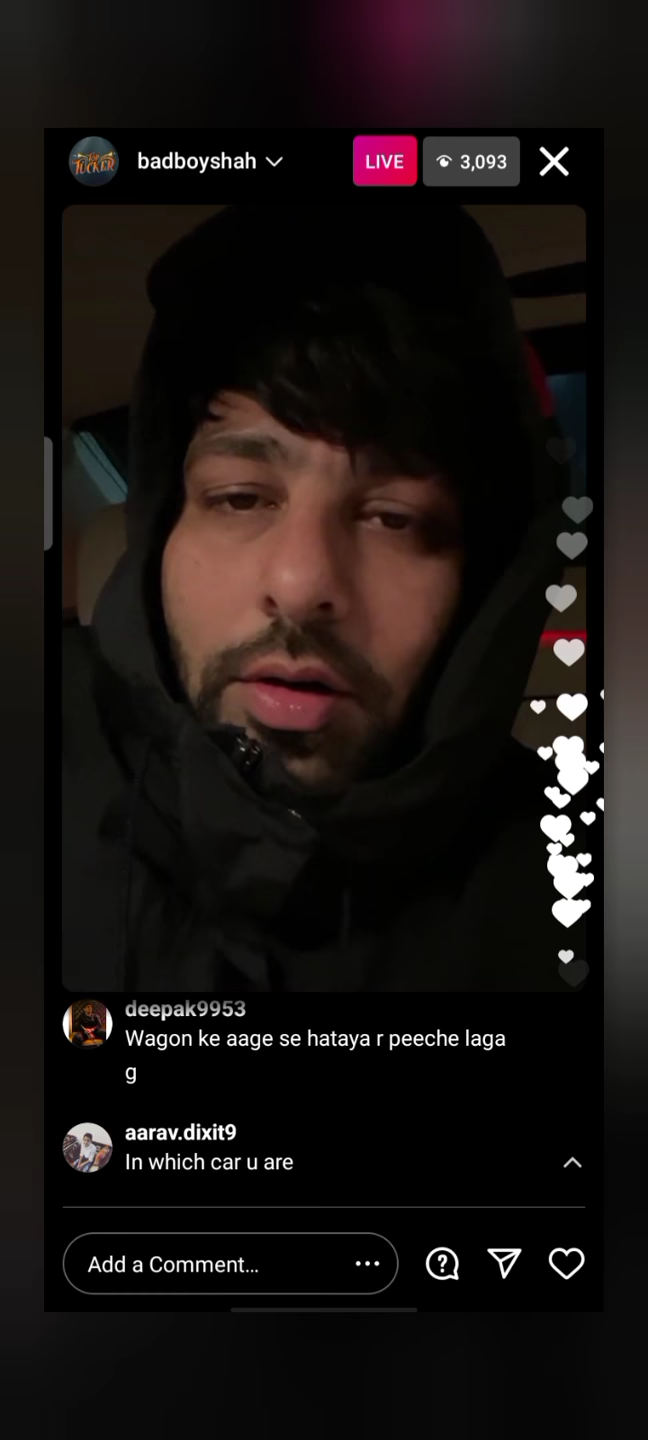 badboyshah
LIVE
3,093
TUCKER
deepak9953
Wagon ke aage se hataya r peeche laga
g
aarav.dixit9
In which car u are
Add a Comment...